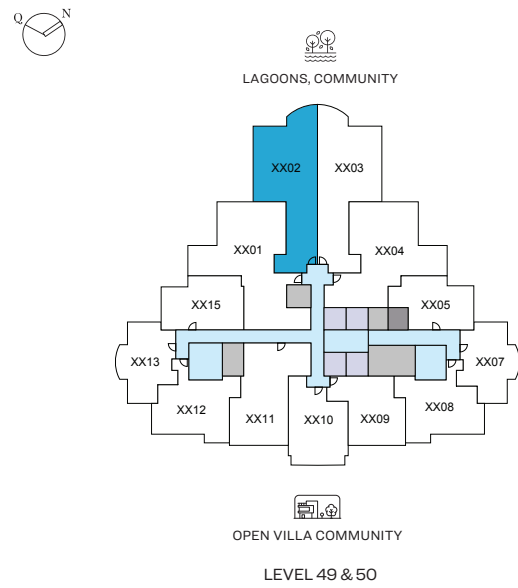 Q N
LAGOONS, COMMUNITY
XX02 XX03
XX01 XX04
XX15 XX05
XX13 XX07
XX12 XX11 XX10 XX09 XX08
OPEN VILLA COMMUNITY
LEVEL 49 & 50